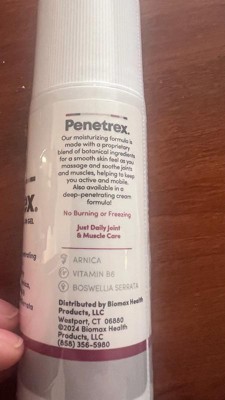 Penetrex.
Our moisturizing formula is
made with a proprietary
blend of botanical ingredients
for a smooth skin feel as you
massage and soothe joints
and muscles, helping to keep
you active and mobile.
Also available in a
deep-penetrating cream
formula!
No Burning or Freezing
Just Daily Joint
& Muscle Care
ARNICA
VITAMIN B6
BOSWELLIA SERRATA
Distributed by Biomax Health
Products, LLC
Westport, CT 06880
©2024 Biomax Health
Products, LLC
(855) 356-5980
rex.
GEL